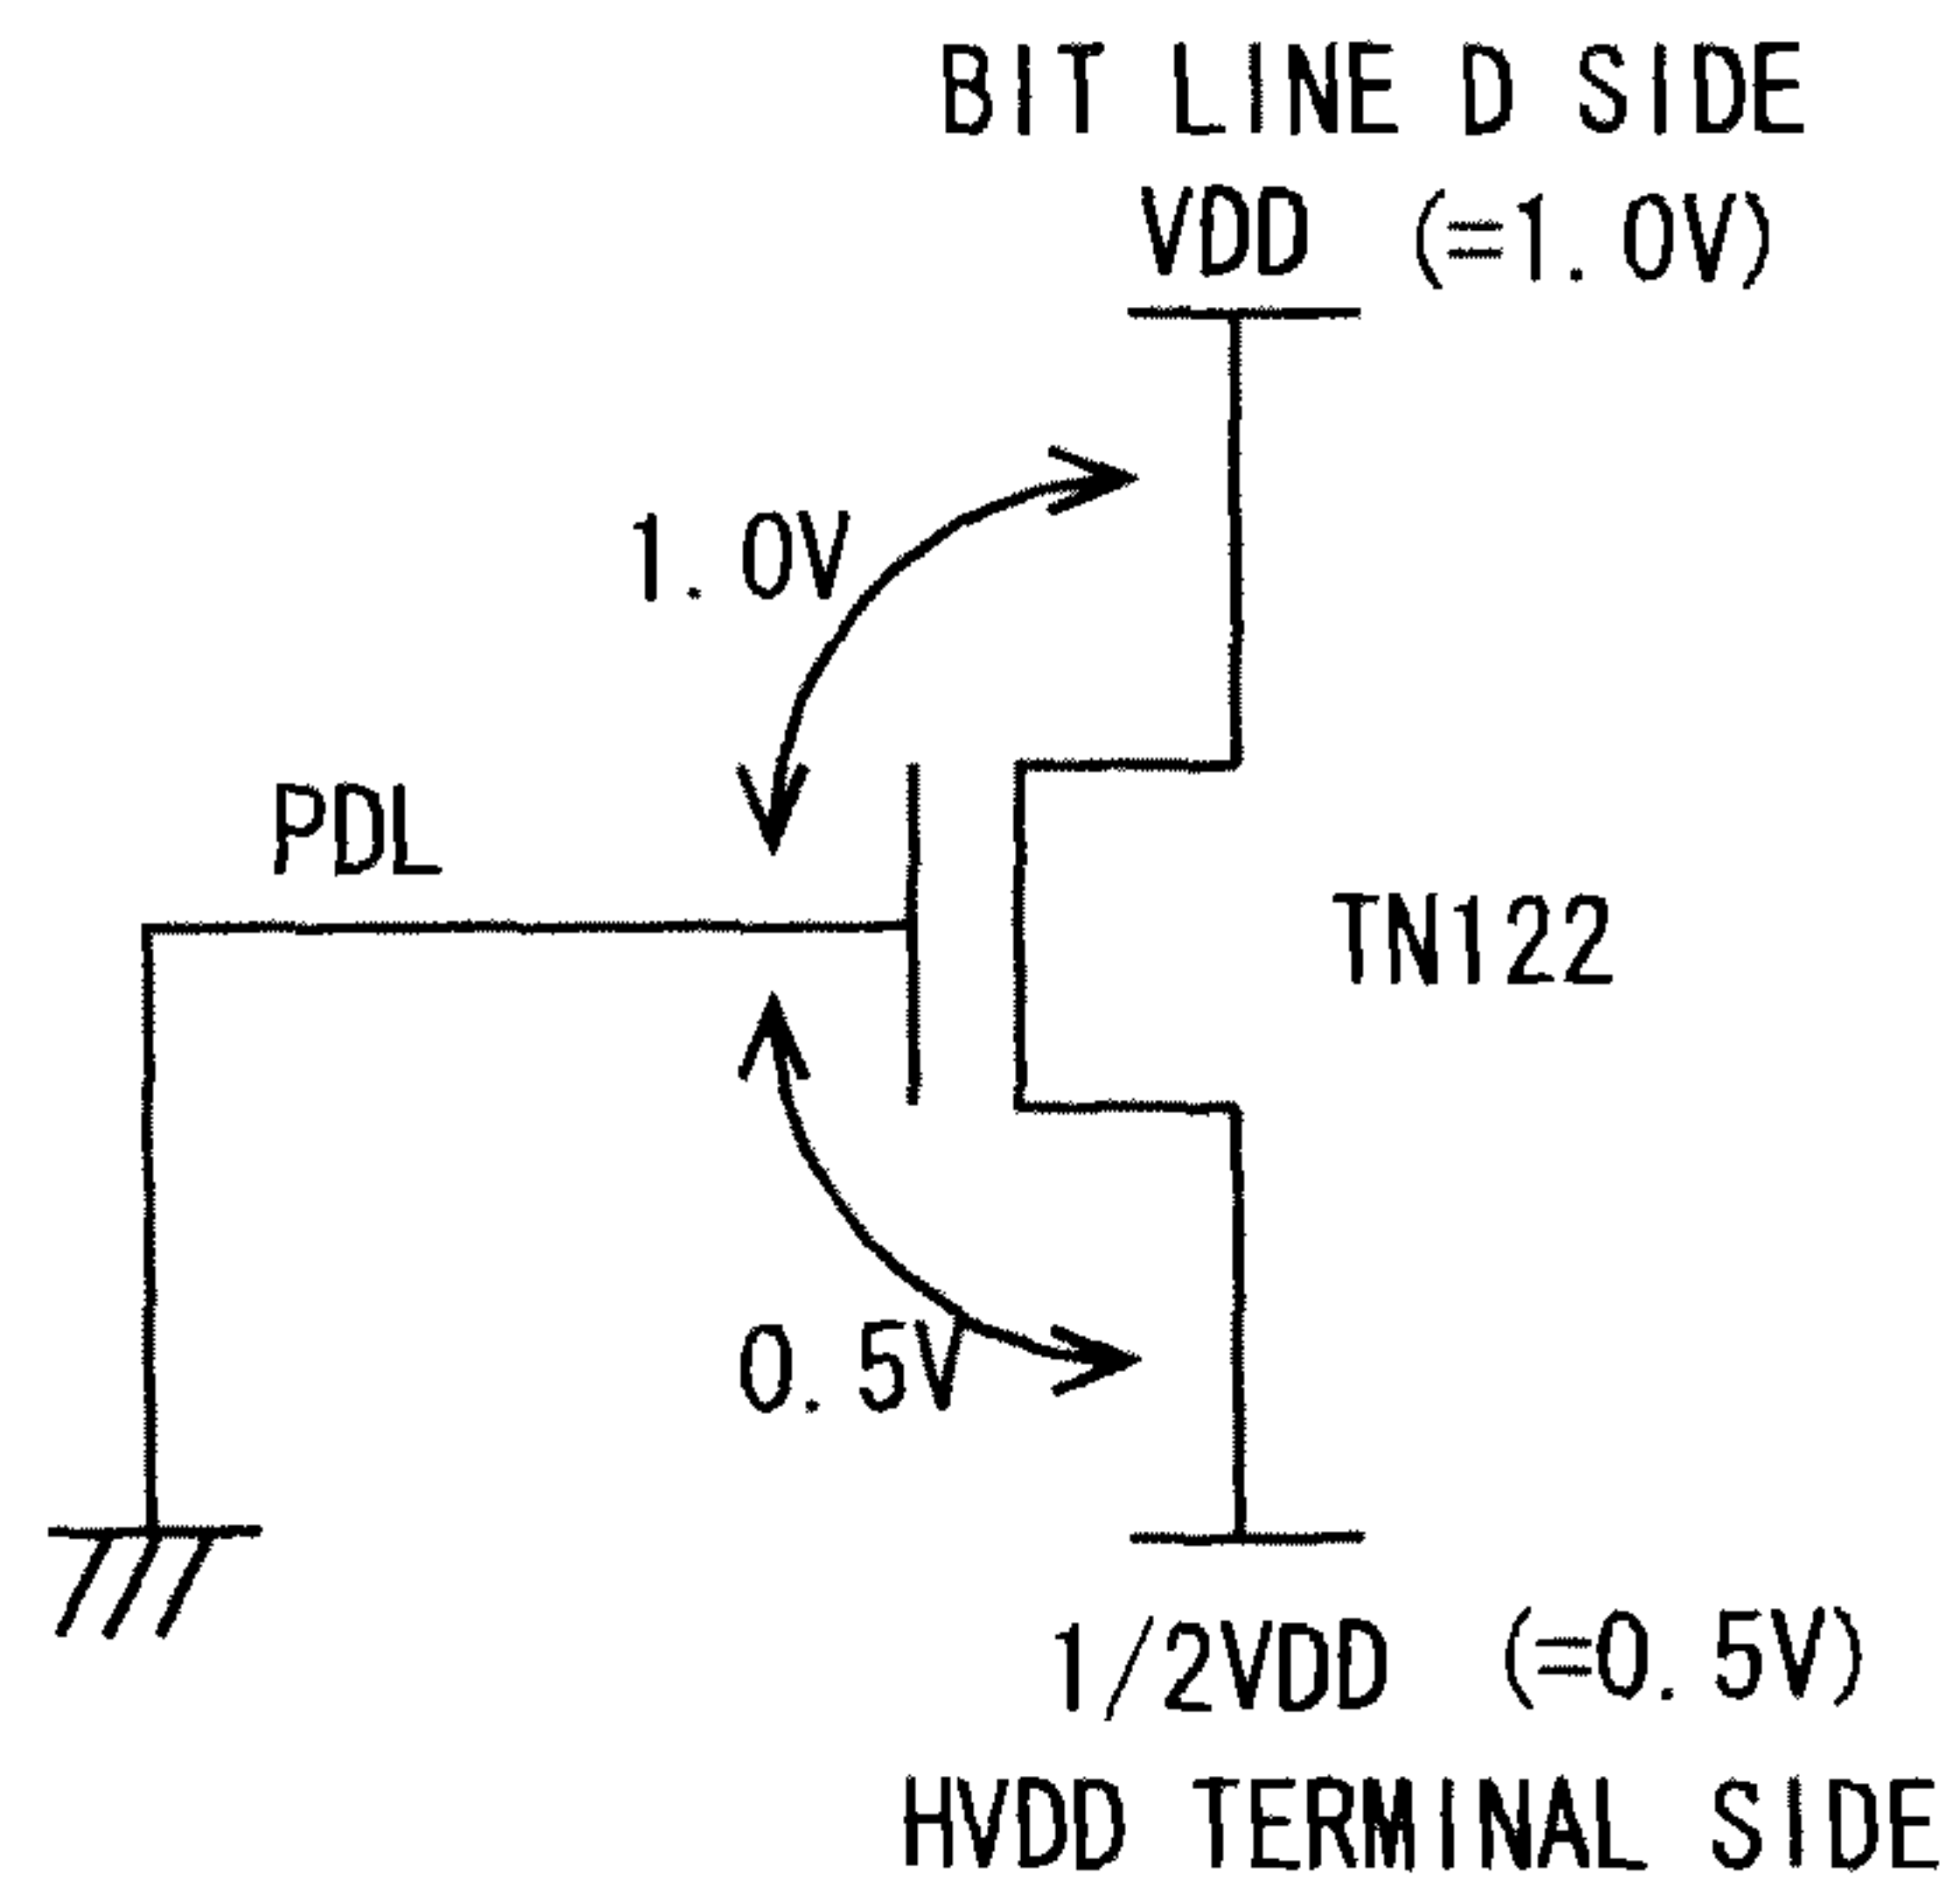 BIT LINE D SIDE
VDD (=1.0V)
1.0V
PDL
TN122
0.5V
1/2VDD (=0.5V)
HVDD TERMINAL SIDE